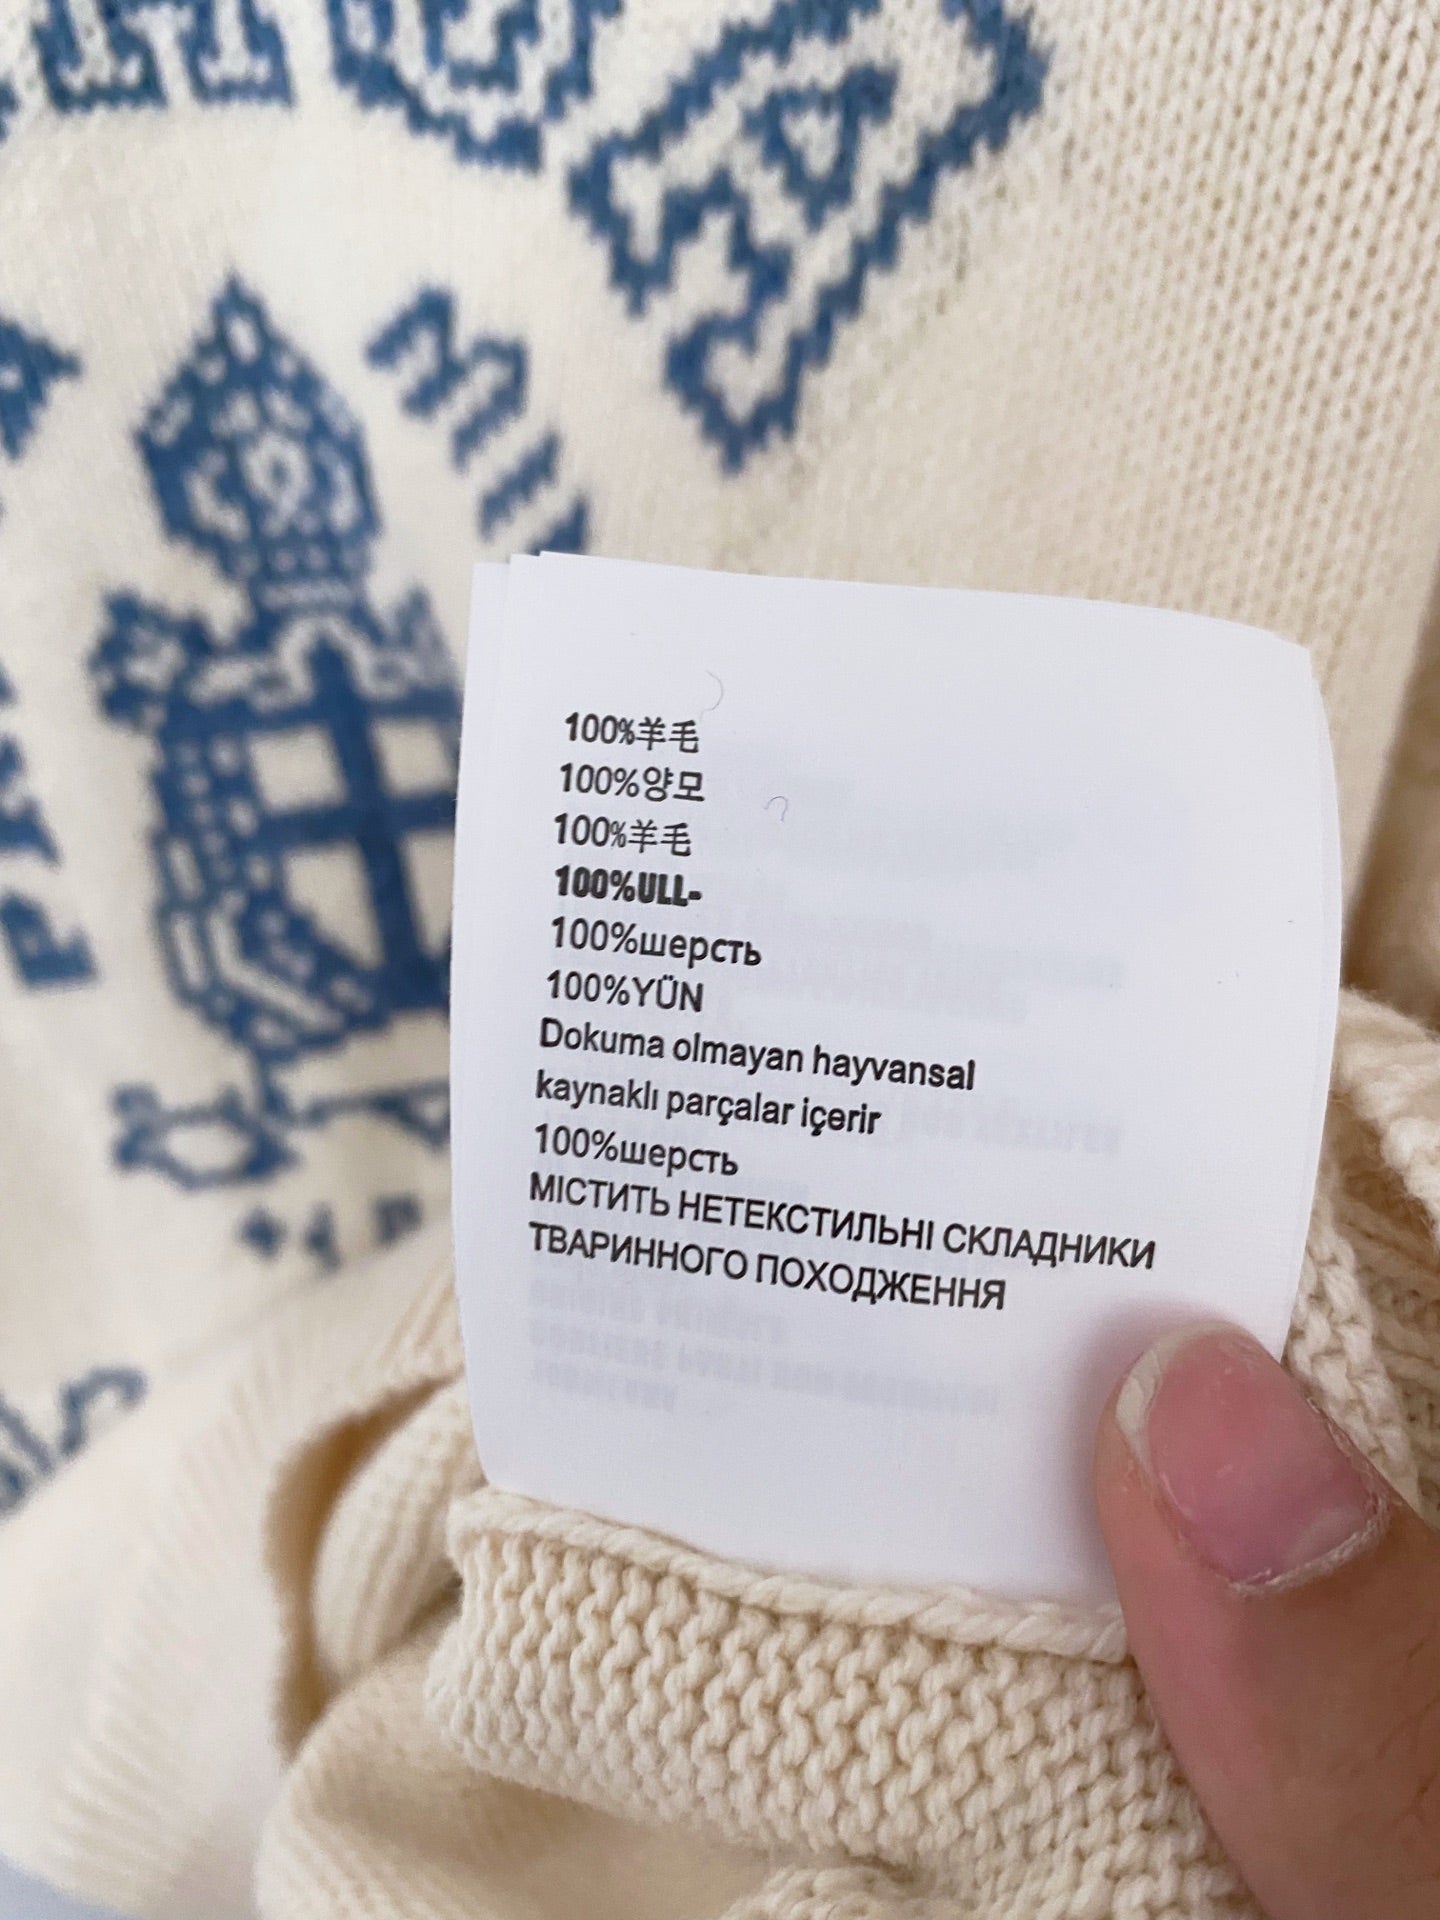 100%羊毛
100%양모
100%羊毛
100%ULL-
100%шерсть
100%YÜN
Dokuma olmayan hayvansal
kaynaklı parçalar içerir
100%шерсть
МІСТИТЬ НЕТЕКСТИЛЬНІ СКЛАДНИКИ
ТВАРИННОГО ПОХОДЖЕННЯ